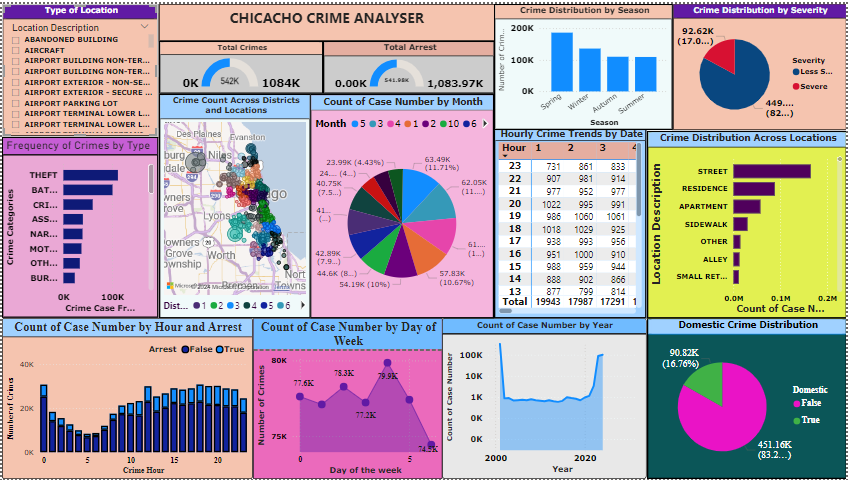 Type of Location
Location Description
ABANDONED BUILDING
AIRCRAFT
AIRPORT BUILDING NON-TER...
AIRPORT BUILDING NON-TER...
AIRPORT EXTERIOR - NON-SE...
AIRPORT EXTERIOR - SECURE ...
AIRPORT PARKING LOT
AIRPORT TERMINAL LOWER L...
AIRPORT TERMINAL LOWER L...
CHICACHO CRIME ANALYSER
Total Crimes
0K
542K
1084K
Total Arrest
0.00K
541.98K
1,083.97K
Crime Distribution by Season
Number of Crim...
200K
100K
0K
Spring
Winter
Autumn
Summer
Crime Distribution by Severity
92.62K
(17.0...)
449....
(82...)
Severity
Less S...
Severe
Frequency of Crimes by Type
Crime Categories
THEFT
BAT...
CRI...
ASS...
NAR...
MOT...
OTH...
BUR...
0K
100K
Crime Case Fr...
Crime Count Across Districts
and Locations
Des Plaines
Evanston
Niles
Lyons
Worth
Grove
Dist...
1
2
3
4
5
6
Count of Case Number by Month
Month
5
3
4
1
2
10
6
63.49K
(11.71%)
62.05K
(11....
61....
(1...)
57.83K
(10.67%)
54.19K (10%)
44.6K (8...)
42.89K
(7.9...)
41...
(...)
40.75K
(7.5...)
24.... (4...)
23.99K (4.43%)
Hourly Crime Trends by Date
Hour 1 2 3
23 731 861 833
22 907 981 914
21 977 952 977
20 1022 995 991
19 986 1060 1061
18 1018 1029 925
17 938 993 956
16 951 1000 910
15 988 959 944
14 888 902 866
13 877 799 814
Total 19943 17987 17291
Crime Distribution Across Locations
Location Description
STREET
RESIDENCE
APARTMENT
SIDEWALK
OTHER
ALLEY
SMALL RET...
0.0M
0.1M
0.2M
Count of Case N...
Count of Case Number by Hour and Arrest
Arrest
False
True
Number of Crimes
40K
20K
0K
0
5
10
15
20
Crime Hour
Count of Case Number by Day of
Week
Number of Crimes
80K
75K
77.6K
78.3K
77.2K
79.9K
74.5K
0
5
Day of the week
Count of Case Number by Year
Count of Case Number
100K
10K
1K
0K
0K
2000
2020
Year
Domestic Crime Distribution
90.82K
(16.76%)
451.16K
(83.2...)
Domestic
False
True